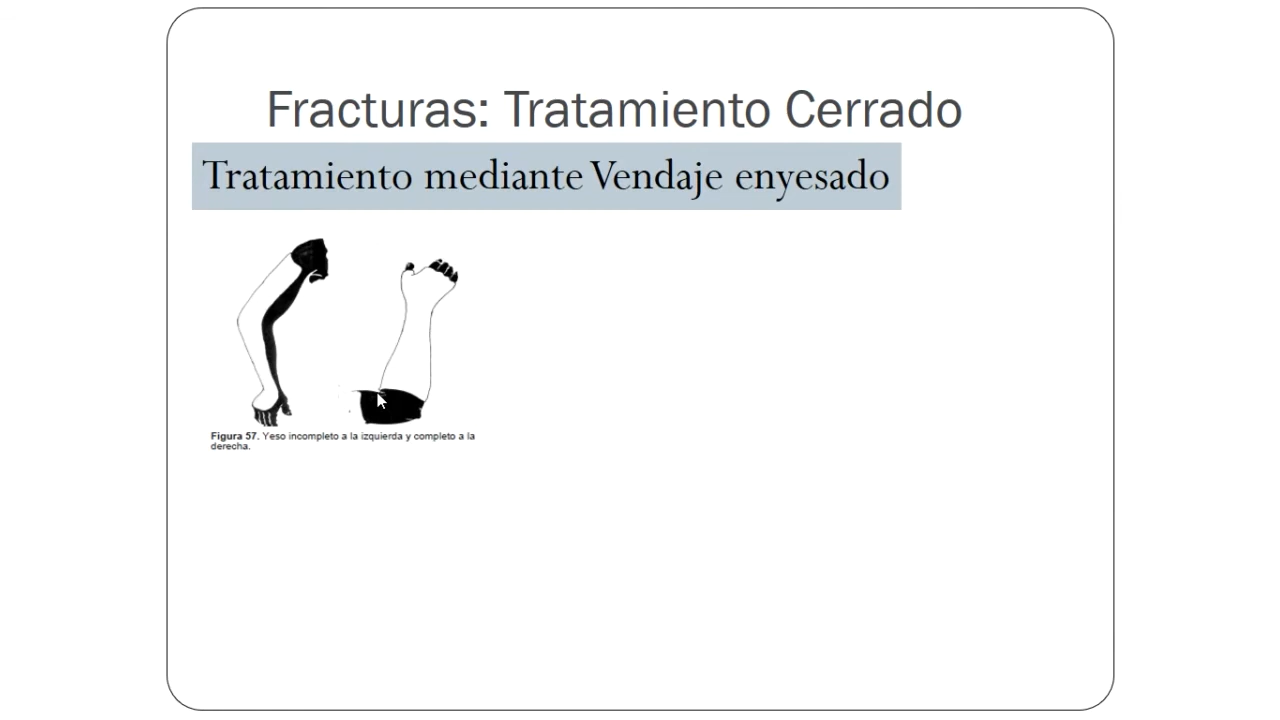 Fracturas: Tratamiento Cerrado
Tratamiento mediante Vendaje enyesado
Figura 57. Yeso incompleto a la izquierda y completo a la
derecha.